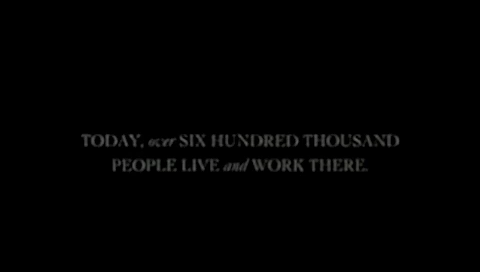 TODAY, over SIX HUNDRED THOUSAND
PEOPLE LIVE and WORK THERE.